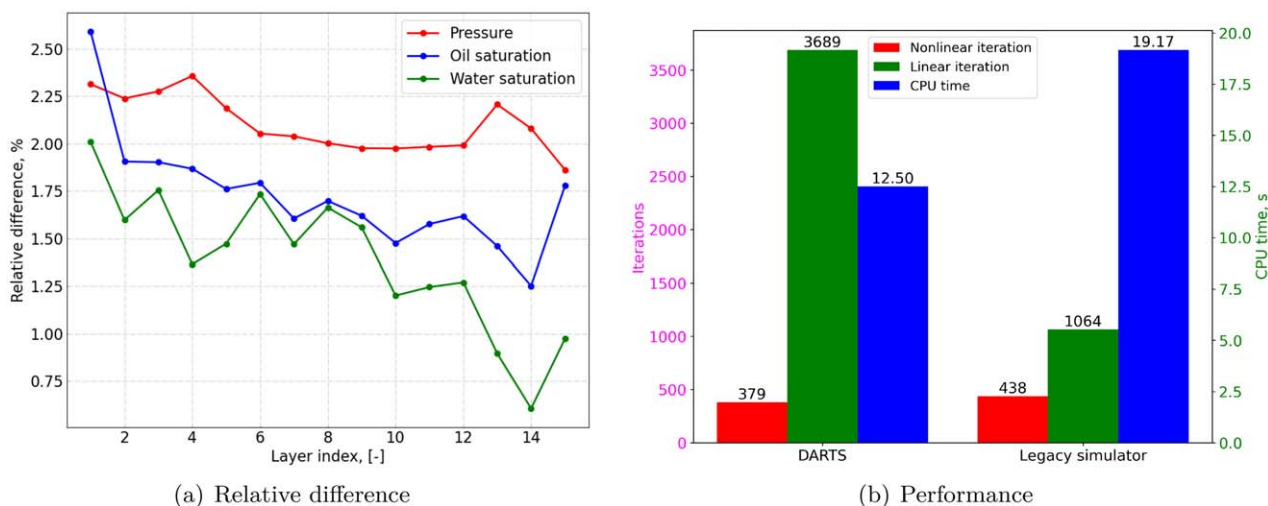 Relative difference, %
2.50
2.25
2.00
1.75
1.50
1.25
1.00
0.75
Pressure
Oil saturation
Water saturation
2 4 6 8 10 12 14
Layer index, [-]
(a) Relative difference
Iterations
3500
3000
2500
2000
1500
1000
500
0
Nonlinear iteration
Linear iteration
CPU time
379
3689
12.50
438
1064
19.17
DARTS Legacy simulator
20.0
17.5
15.0
12.5
10.0
7.5
5.0
2.5
0.0
CPU time, s
(b) Performance